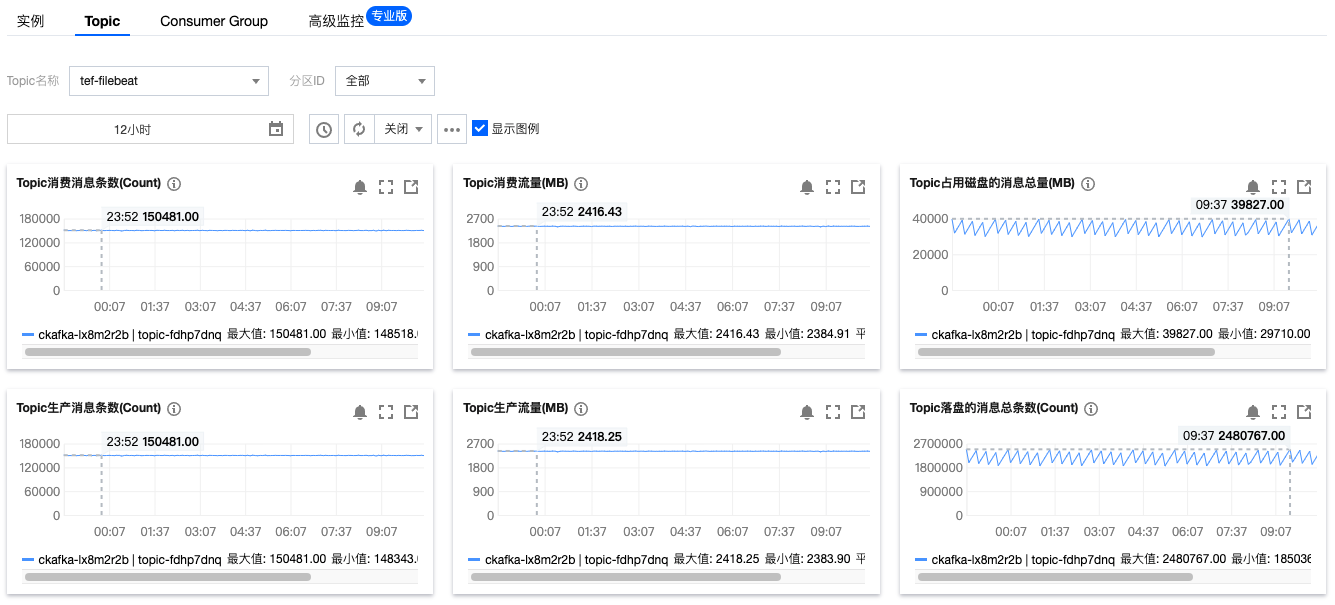 实例 Topic Consumer Group 高级监控 专业版
Topic名称 tef-filebeat 分区ID 全部
12小时 关闭 显示图例
Topic消费消息条数(Count)
23:52 150481.00
180000
120000
60000
0
00:07 01:37 03:07 04:37 06:07 07:37 09:07
ckafka-lx8m2r2b | topic-fdhp7dnq 最大值: 150481.00 最小值: 148518.
Topic消费流量(MB)
23:52 2416.43
2700
1800
900
0
00:07 01:37 03:07 04:37 06:07 07:37 09:07
ckafka-lx8m2r2b | topic-fdhp7dnq 最大值: 2416.43 最小值: 2384.91 平
Topic占用磁盘的消息总量(MB)
09:37 39827.00
40000
20000
0
00:07 01:37 03:07 04:37 06:07 07:37 09:07
ckafka-lx8m2r2b | topic-fdhp7dnq 最大值: 39827.00 最小值: 29710.00
Topic生产消息条数(Count)
23:52 150481.00
180000
120000
60000
0
00:07 01:37 03:07 04:37 06:07 07:37 09:07
ckafka-lx8m2r2b | topic-fdhp7dnq 最大值: 150481.00 最小值: 148343.
Topic生产流量(MB)
23:52 2418.25
2700
1800
900
0
00:07 01:37 03:07 04:37 06:07 07:37 09:07
ckafka-lx8m2r2b | topic-fdhp7dnq 最大值: 2418.25 最小值: 2383.90 平
Topic落盘的消息总条数(Count)
09:37 2480767.00
2700000
1800000
900000
0
00:07 01:37 03:07 04:37 06:07 07:37 09:07
ckafka-lx8m2r2b | topic-fdhp7dnq 最大值: 2480767.00 最小值: 185036